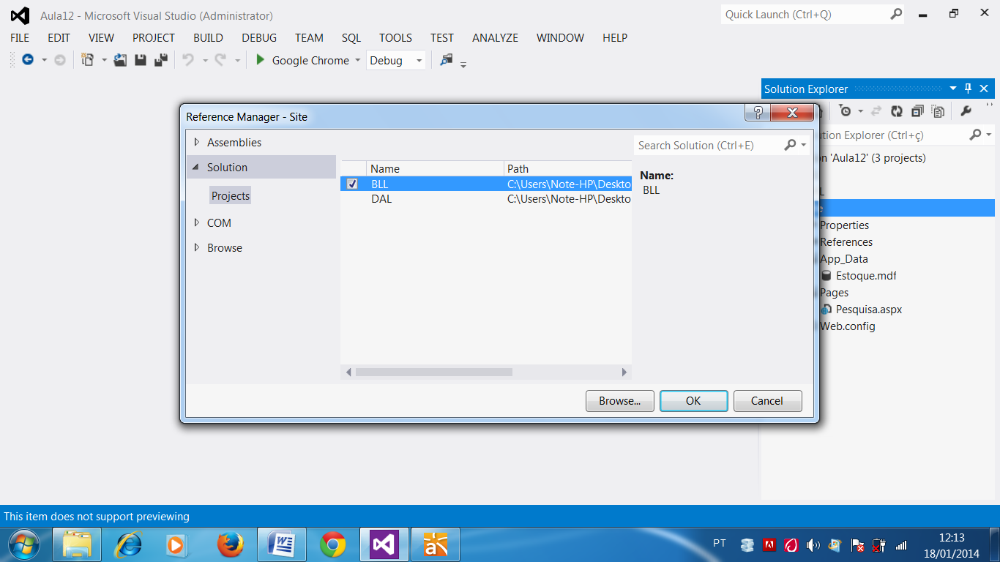 Aula12 - Microsoft Visual Studio (Administrator)
Quick Launch (Ctrl+Q)
FILE EDIT VIEW PROJECT BUILD DEBUG TEAM SQL TOOLS TEST ANALYZE WINDOW HELP
Google Chrome Debug
Solution Explorer
Reference Manager - Site
Assemblies
Solution
Projects
COM
Browse
Search Solution (Ctrl+E)
Name Path
BLL C:\Users\Note-HP\Deskto
DAL C:\Users\Note-HP\Deskto
Name:
BLL
Browse... OK Cancel
Explorer (Ctrl+ç)
'Aula12' (3 projects)
Properties
References
App_Data
Estoque.mdf
Pages
Pesquisa.aspx
Web.config
This item does not support previewing
PT
12:13
18/01/2014